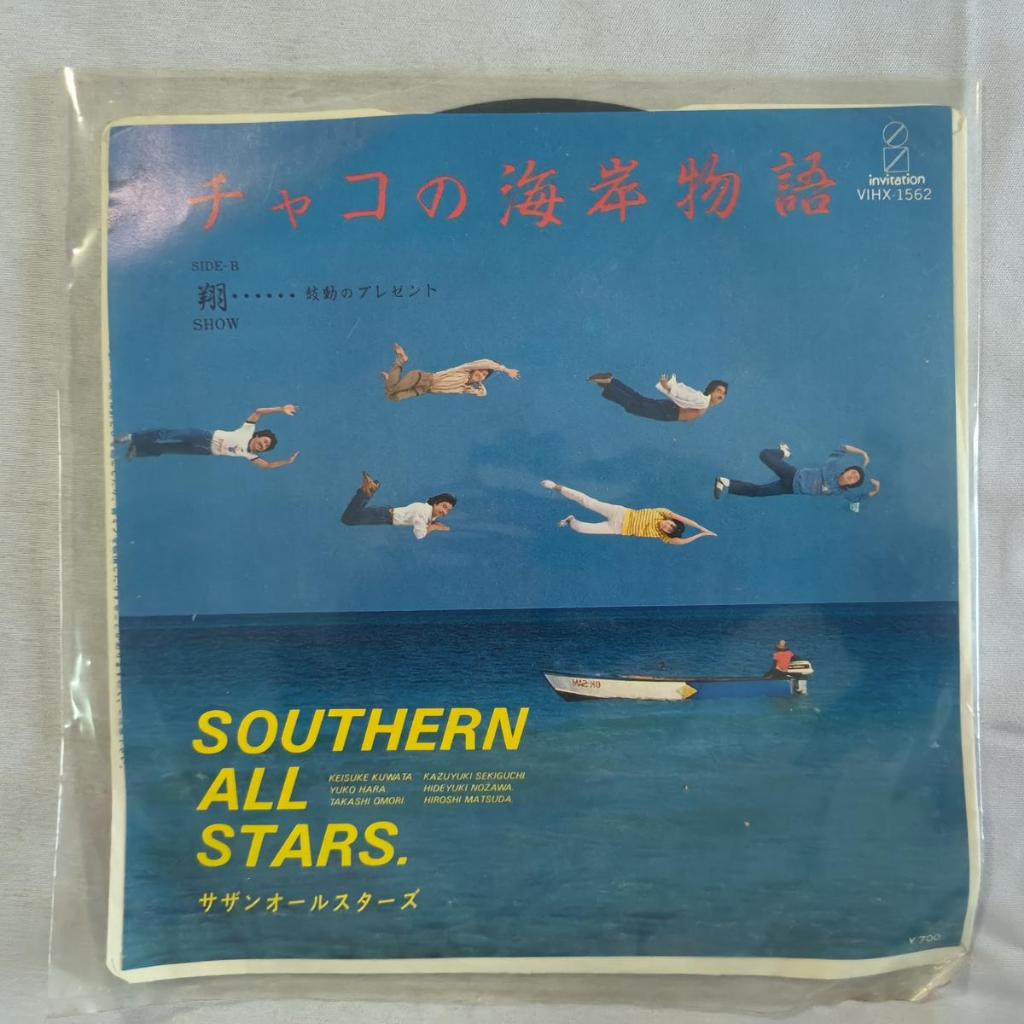 チャコの海岸物語
invitation
VIHX-1562
SIDE-B
翔・・・・・・鼓動のプレゼント
SHOW
SOUTHERN
ALL
STARS.
KEISUKE KUWATA. KAZUYUKI SEKIGUCHI.
YUKO HARA. HIDEYUKI NOZAWA.
TAKASHI OMORI. HIROSHI MATSUDA.
サザンオールスターズ
¥700